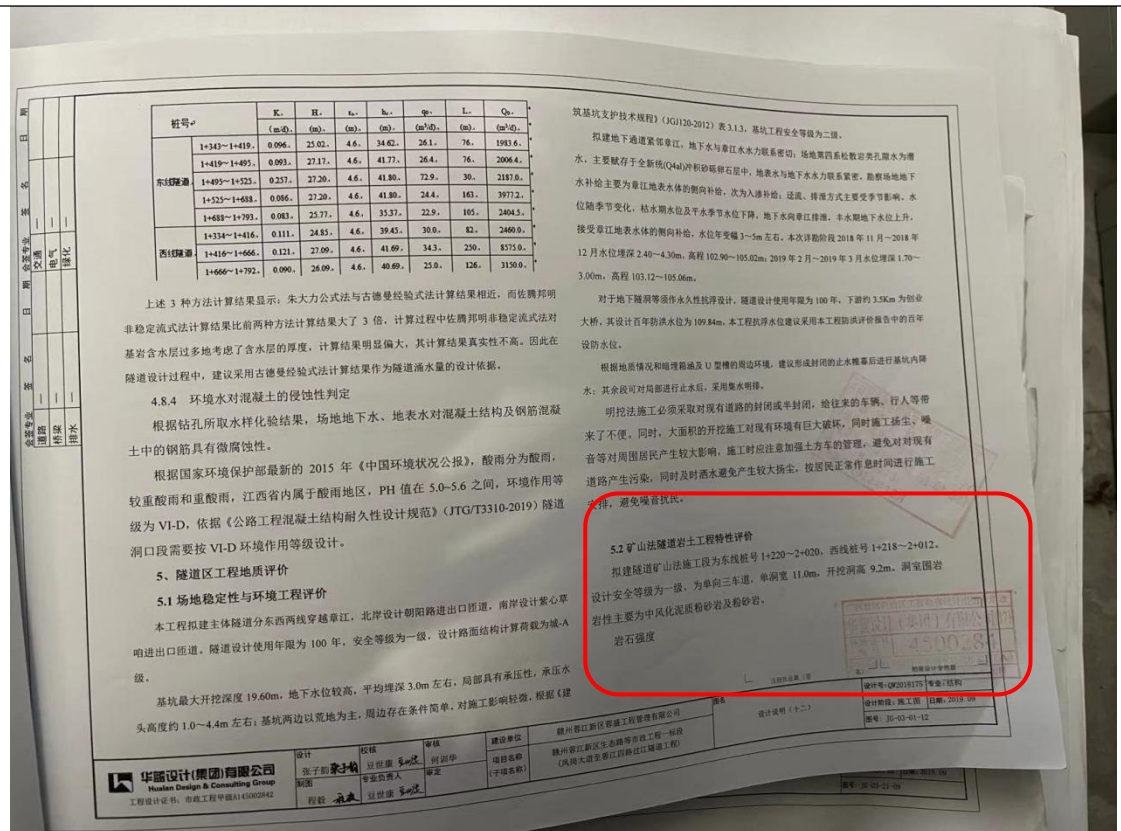 桩号 K. H. r₀. h₀. q₀. L. Q₀.
(m/d). (m). (m). (m). (m³/d). (m). (m³/d).
东线隧道
1+343～1+419. 0.096. 25.02. 4.6. 34.62. 26.1. 76. 1983.6
1+419～1+495. 0.093. 27.17. 4.6. 41.77. 26.4. 76. 2006.4
1+495～1+525. 0.257. 27.20. 4.6. 41.80. 72.9. 30. 2187.0
1+525～1+688. 0.086. 27.20. 4.6. 41.80. 24.4. 163. 3977.2
1+688～1+793. 0.083. 25.77. 4.6. 35.37. 22.9. 105. 2404.5
西线隧道
1+334～1+416. 0.111. 24.85. 4.6. 39.45. 30.0. 82. 2460.0
1+416～1+666. 0.121. 27.09. 4.6. 41.69. 34.3. 250. 8575.0
1+666～1+792. 0.090. 26.09. 4.6. 40.69. 25.0. 126. 3150.0
上述 3 种方法计算结果显示：朱大力公式法与古德曼经验式法计算结果相近，而佐腾邦明
非稳定流式法计算结果比前两种方法计算结果大了 3 倍，计算过程中佐腾邦明非稳定流式法对
基岩含水层过多地考虑了含水层的厚度，计算结果明显偏大，其计算结果真实性不高。因此在
隧道设计过程中，建议采用古德曼经验式法计算结果作为隧道涌水量的设计依据。
4.8.4 环境水对混凝土的侵蚀性判定
根据钻孔所取水样化验结果，场地地下水、地表水对混凝土结构及钢筋混凝
土中的钢筋具有微腐蚀性。
根据国家环境保护部最新的 2015 年《中国环境状况公报》，酸雨分为酸雨，
较重酸雨和重酸雨，江西省内属于酸雨地区，PH 值在 5.0~5.6 之间，环境作用等
级为 VI-D，依据《公路工程混凝土结构耐久性设计规范》（JTG/T3310-2019）隧道
洞口段需要按 VI-D 环境作用等级设计。
5、隧道区工程地质评价
5.1 场地稳定性与环境工程评价
本工程拟建主体隧道分东西两线穿越章江，北岸设计朝阳路进出口匝道，南岸设计紫心草
咱进出口匝道。隧道设计使用年限为 100 年，安全等级为一级，设计路面结构计算荷载为城-A
级。
基坑最大开挖深度 19.60m，地下水位较高，平均埋深 3.0m 左右，局部具有承压性，承压水
头高度约 1.0～4.4m 左右；基坑两边以荒地为主，周边存在条件简单，对施工影响轻微，根据《建
筑基坑支护技术规程》（JGJ120-2012）表 3.1.3，基坑工程安全等级为二级。
拟建地下通道紧邻章江，地下水与章江水水力联系密切；场地第四系松散岩类孔隙水为潜
水，主要赋存于全新统(Q4al)冲积砂砾卵石层中，地表水与地下水水力联系紧密，勘察场地地下
水补给主要为章江地表水体的侧向补给，次为入渗补给；迳流、排泄方式主要受季节影响。水
位随季节变化，枯水期水位及平水季节水位下降，地下水向章江排泄，丰水期地下水位上升，
接受章江地表水体的侧向补给，水位年变幅 3～5m 左右。本次详勘阶段 2018 年 11 月～2018 年
12 月水位埋深 2.40～4.30m，高程 102.90～105.02m；2019 年 2 月～2019 年 3 月水位埋深 1.70～
3.00m，高程 103.12～105.06m。
对于地下隧洞等须作永久性抗浮设计，隧道设计使用年限为 100 年，下游约 3.5Km 为创业
大桥，其设计百年防洪水位为 109.84m，本工程抗浮水位建议采用本工程防洪评价报告中的百年
设防水位。
根据地质情况和暗埋箱涵及 U 型槽的周边环境，建议形成封闭的止水帷幕后进行基坑内降
水；其余段可对局部进行止水后，采用集水明排。
明挖法施工必须采取对现有道路的封闭或半封闭，给往来的车辆、行人等带
来了不便。同时，大面积的开挖施工对现有环境有巨大破坏，同时施工扬尘、噪
音等对周围居民产生较大影响，施工时应注意加强土方车的管理，避免对对现有
道路产生污染，同时及时洒水避免产生较大扬尘，按居民正常作息时间进行施工
安排，避免噪音扰民。
5.2 矿山法隧道岩土工程特性评价
拟建隧道矿山法施工段为东线桩号 1+220～2+020，西线桩号 1+218～2+012。
设计安全等级为一级，为单向三车道，单洞宽 11.0m，开挖洞高 9.2m。洞室围岩
岩性主要为中风化泥质粉砂岩及粉砂岩。
岩石强度
会签专业 签 名 日 期
道路
桥梁
排水
会签专业 签 名 日 期
交通
电气
绿化
华蓝设计(集团)有限公司
Hualan Design & Consulting Group
工程设计证书：市政工程甲级A145002842
设计 张子韵
制图 程毅
校核 豆世康
专业负责人 豆世康
审核 何训华
审定
建设单位 赣州蓉江新区蓉盛工程管理有限公司
项目名称 赣州蓉江新区生态路等市政工程一标段
(子项名称) (凤岗大道至蓉江四路过江隧道工程)
图名 设计说明（十二）
设计号:QW2018175 专业:结构
设计阶段:施工图 日期:2019.09
图号: JG-03-01-12